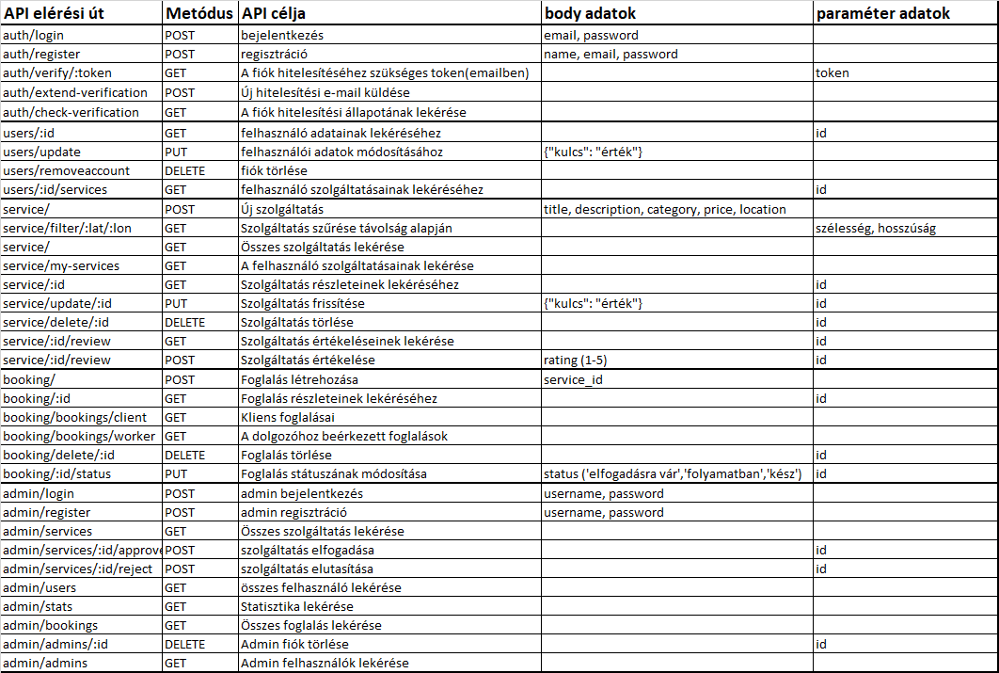 API elérési út Metódus API célja body adatok paraméter adatok
auth/login POST bejelentkezés email, password
auth/register POST regisztráció name, email, password
auth/verify/:token GET A fiók hitelesítéséhez szükséges token(emailben) token
auth/extend-verification POST Új hitelesítési e-mail küldése
auth/check-verification GET A fiók hitelesítési állapotának lekérése
users/:id GET felhasználó adatainak lekéréséhez id
users/update PUT felhasználói adatok módosításához {"kulcs": "érték"}
users/removeaccount DELETE fiók törlése
users/:id/services GET felhasználó szolgáltatásainak lekéréséhez id
service/ POST Új szolgáltatás title, description, category, price, location
service/filter/:lat/:lon GET Szolgáltatás szűrése távolság alapján szélesség, hosszúság
service/ GET Összes szolgáltatás lekérése
service/my-services GET A felhasználó szolgáltatásainak lekérése
service/:id GET Szolgáltatás részleteinek lekéréséhez id
service/update/:id PUT Szolgáltatás frissítése {"kulcs": "érték"} id
service/delete/:id DELETE Szolgáltatás törlése id
service/:id/review GET Szolgáltatás értékeléseinek lekérése id
service/:id/review POST Szolgáltatás értékelése rating (1-5) id
booking/ POST Foglalás létrehozása service_id
booking/:id GET Foglalás részleteinek lekéréséhez id
booking/bookings/client GET Kliens foglalásai
booking/bookings/worker GET A dolgozóhoz beérkezett foglalások
booking/delete/:id DELETE Foglalás törlése id
booking/:id/status PUT Foglalás státuszának módosítása status ('elfogadásra vár','folyamatban','kész') id
admin/login POST admin bejelentkezés username, password
admin/register POST admin regisztráció username, password
admin/services GET Összes szolgáltatás lekérése
admin/services/:id/approve POST szolgáltatás elfogadása id
admin/services/:id/reject POST szolgáltatás elutasítása id
admin/users GET összes felhasználó lekérése
admin/stats GET Statisztika lekérése
admin/bookings GET Összes foglalás lekérése
admin/admins/:id DELETE Admin fiók törlése id
admin/admins GET Admin felhasználók lekérése